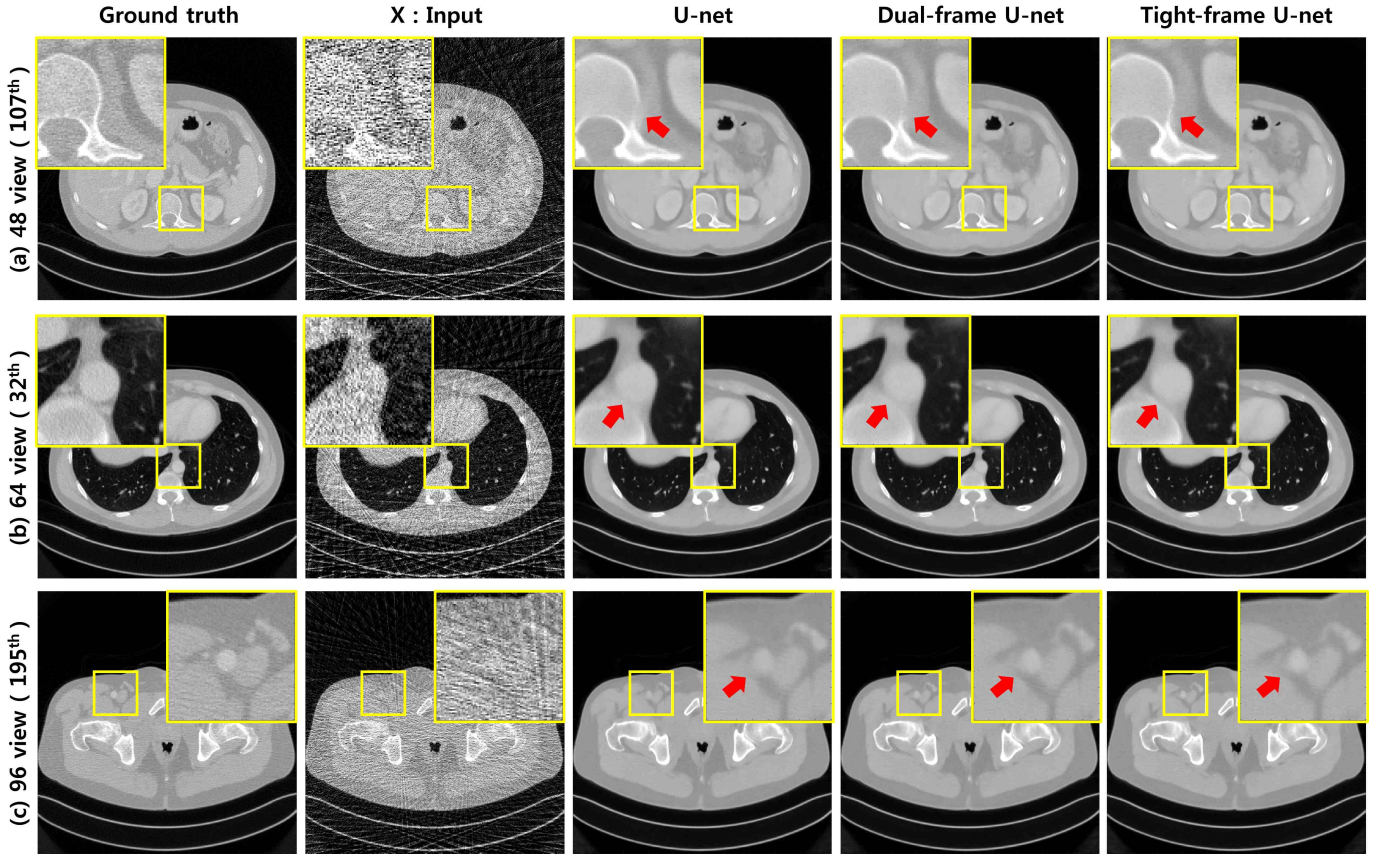 Ground truth
X : Input
U-net
Dual-frame U-net
Tight-frame U-net
(a) 48 view ( 107th )
(b) 64 view ( 32th )
(c) 96 view ( 195th )